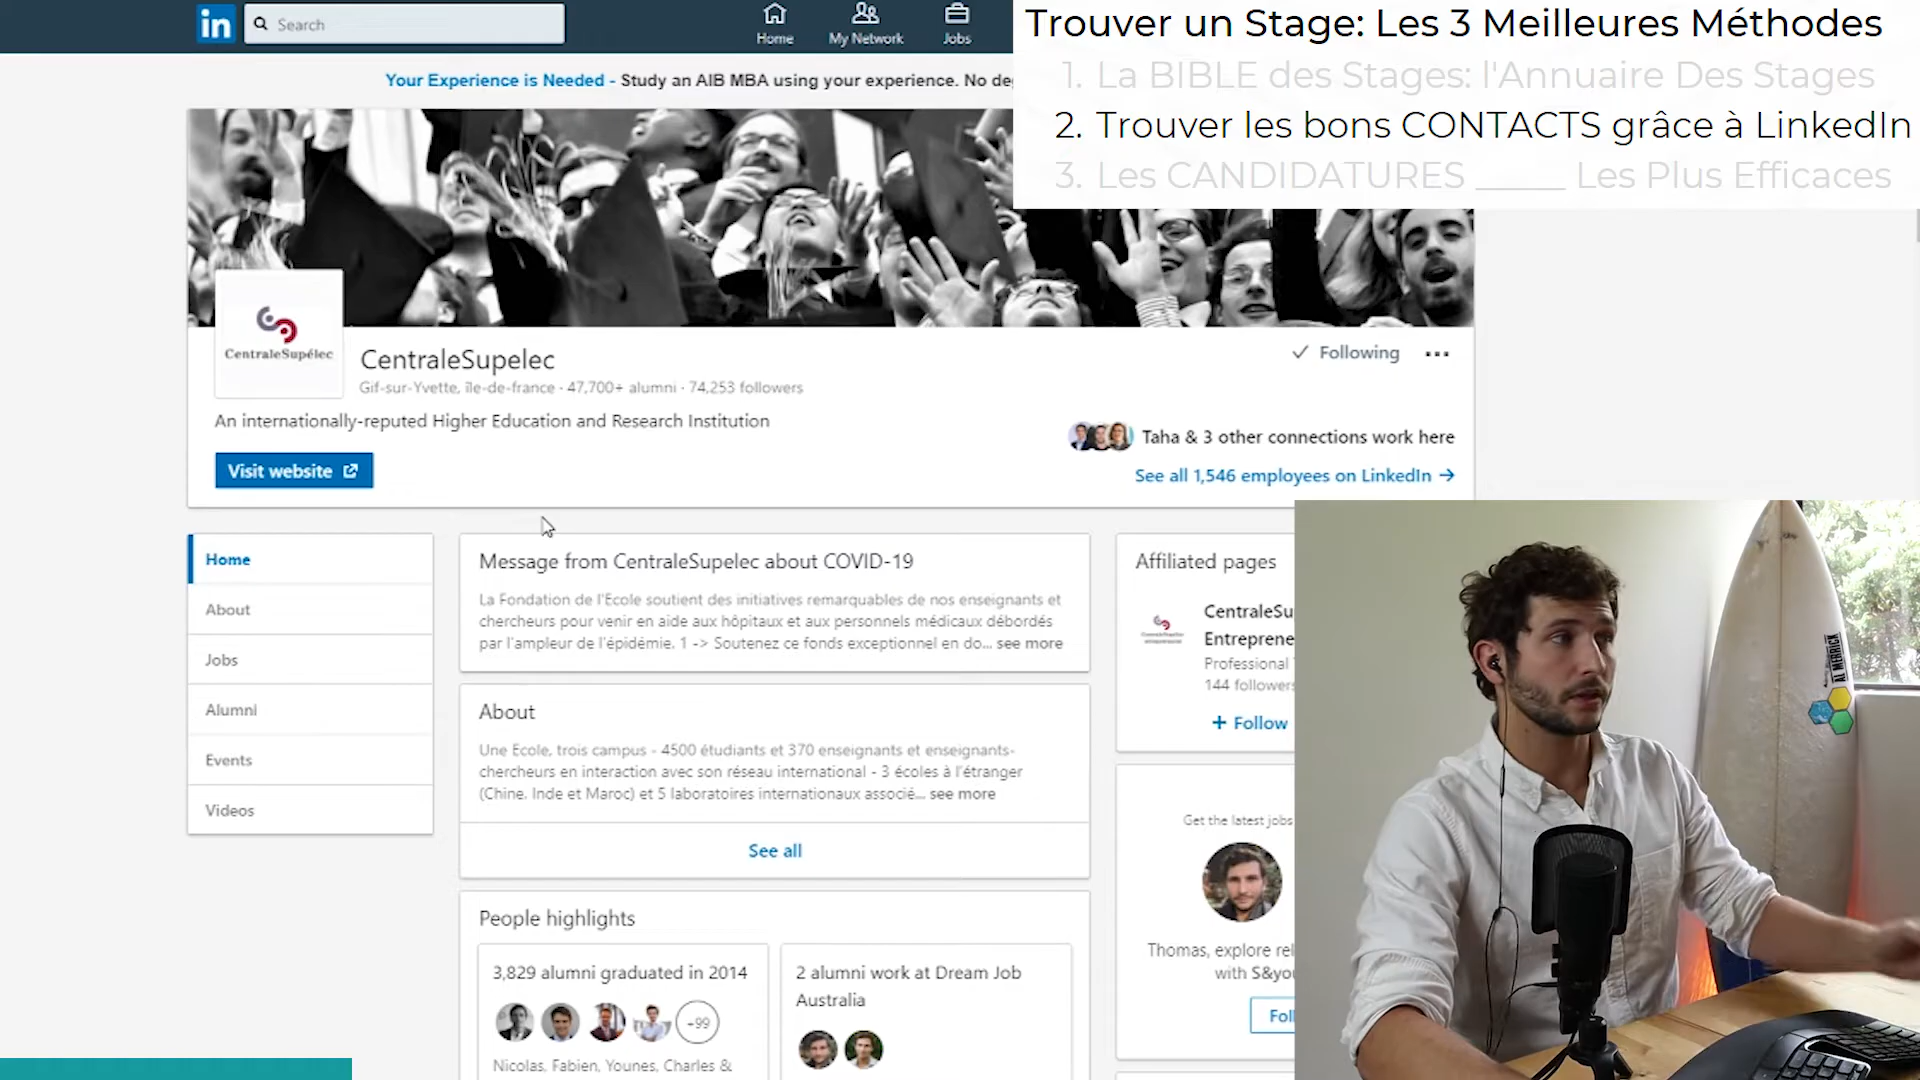 in
Search
Home
My Network
Jobs
Trouver un Stage: Les 3 Meilleures Méthodes
1. La BIBLE des Stages: l'Annuaire Des Stages
2. Trouver les bons CONTACTS grâce à LinkedIn
3. Les CANDIDATURES _____ Les Plus Efficaces
Your Experience is Needed - Study an AIB MBA using your experience. No
CentraleSupélec
CentraleSupelec
Gif-sur-Yvette, île-de-france · 47,700+ alumni · 74,253 followers
An internationally-reputed Higher Education and Research Institution
Visit website
Following
Taha & 3 other connections work here
See all 1,546 employees on LinkedIn →
Home
About
Jobs
Alumni
Events
Videos
Message from CentraleSupelec about COVID-19
La Fondation de l'Ecole soutient des initiatives remarquables de nos enseignants et
chercheurs pour venir en aide aux hôpitaux et aux personnels médicaux débordés
par l'ampleur de l'épidémie. 1 -> Soutenez ce fonds exceptionnel en do... see more
About
Une Ecole, trois campus - 4500 étudiants et 370 enseignants et enseignants-
chercheurs en interaction avec son réseau international - 3 écoles à l'étranger
(Chine, Inde et Maroc) et 5 laboratoires internationaux associé... see more
See all
People highlights
3,829 alumni graduated in 2014
+99
Nicolas, Fabien, Younes, Charles &
2 alumni work at Dream Job
Australia
Affiliated pages
CentraleSu
Entreprene
Professional
144 followers
+ Follow
Get the latest jobs
Thomas, explore rel
with S&you
Foll
AL MERRICK